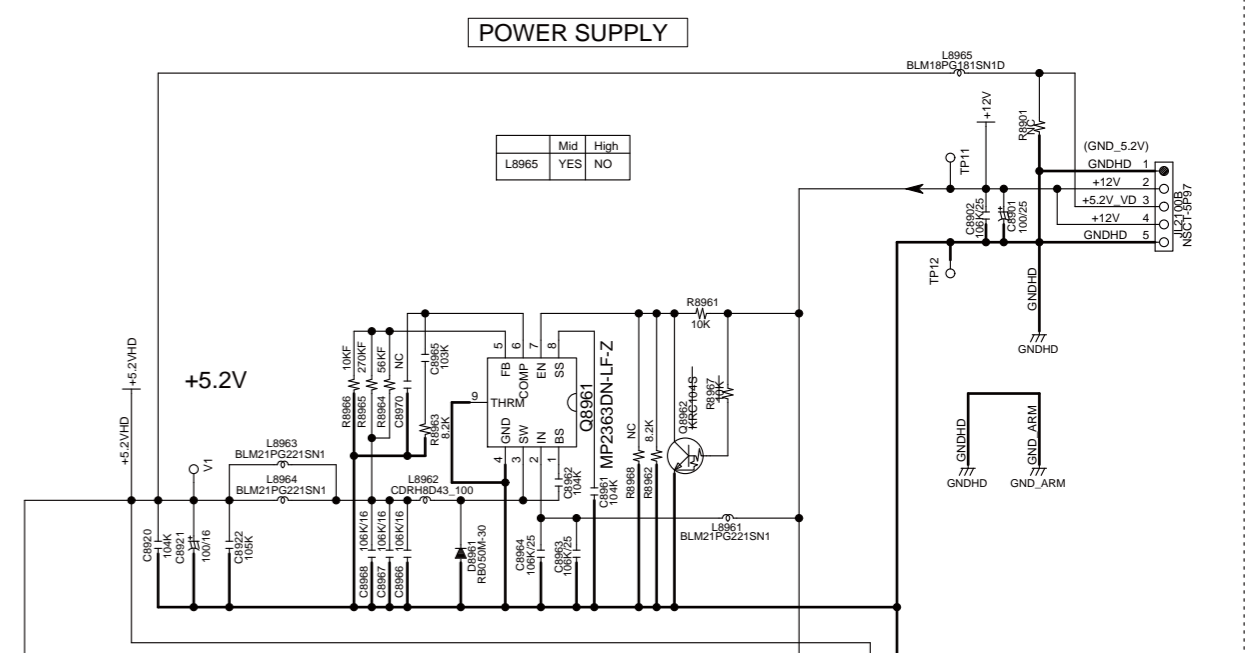 POWER SUPPLY
L8965
BLM18PG181SN1D
Mid High
L8965 YES NO
+12V
R8901
NC
TP11
(GND_5.2V)
GNDHD 1
+12V 2
+5.2V_VD 3
+12V 4
GNDHD 5
JL2100B
NSCT-5P97
C8902
106K/25
C8901
100/25
TP12
GNDHD
GNDHD
GNDHD
GNDHD
GND_ARM
GND_ARM
+5.2VHD
+5.2VHD
+5.2V
R8966
10KF
R8965
270KF
R8964
56KF
C8970
NC
C8965
103K
R8963
8.2K
5 6 7 8
FB COMP EN SS
9 THRM
GND SW IN BS
4 3 2 1
Q8961
MP2363DN-LF-Z
R8961
10K
R8968
NC
R8962
8.2K
Q8962
KRC104S
R8967
10K
V1
L8963
BLM21PG221SN1
L8964
BLM21PG221SN1
L8962
CDRH8D43_100
C8962
104K
C8961
104K
L8961
BLM21PG221SN1
C8920
104K
C8921
100/16
C8922
105K
C8968
106K/16
C8967
106K/16
C8966
106K/16
D8961
RB050M-30
C8964
106K/25
C8963
106K/25